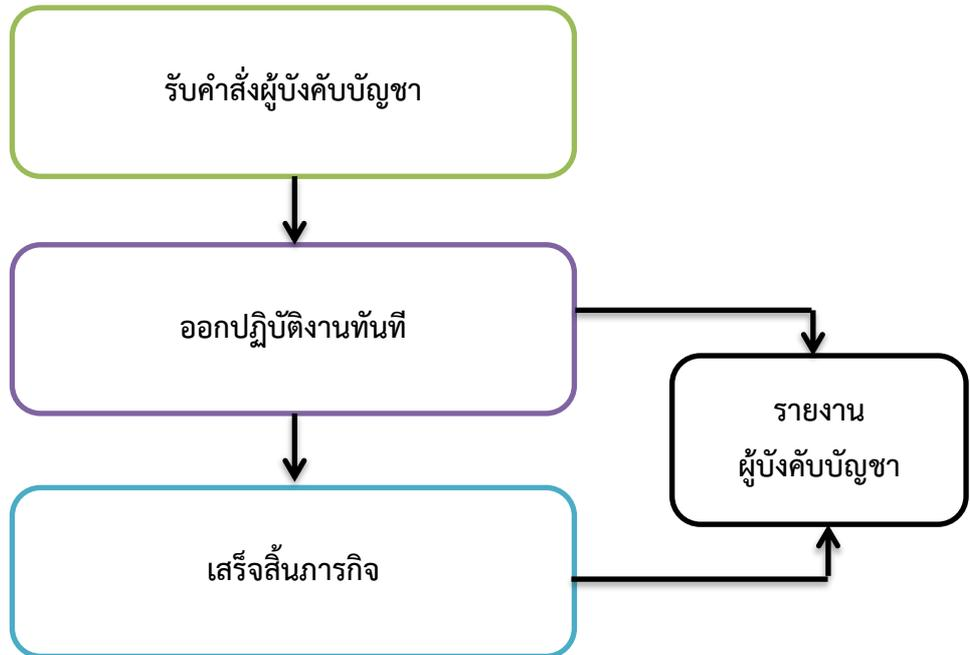 รับคำสั่งผู้บังคับบัญชา
ออกปฏิบัติงานทันที
รายงาน
ผู้บังคับบัญชา
เสร็จสิ้นภารกิจ